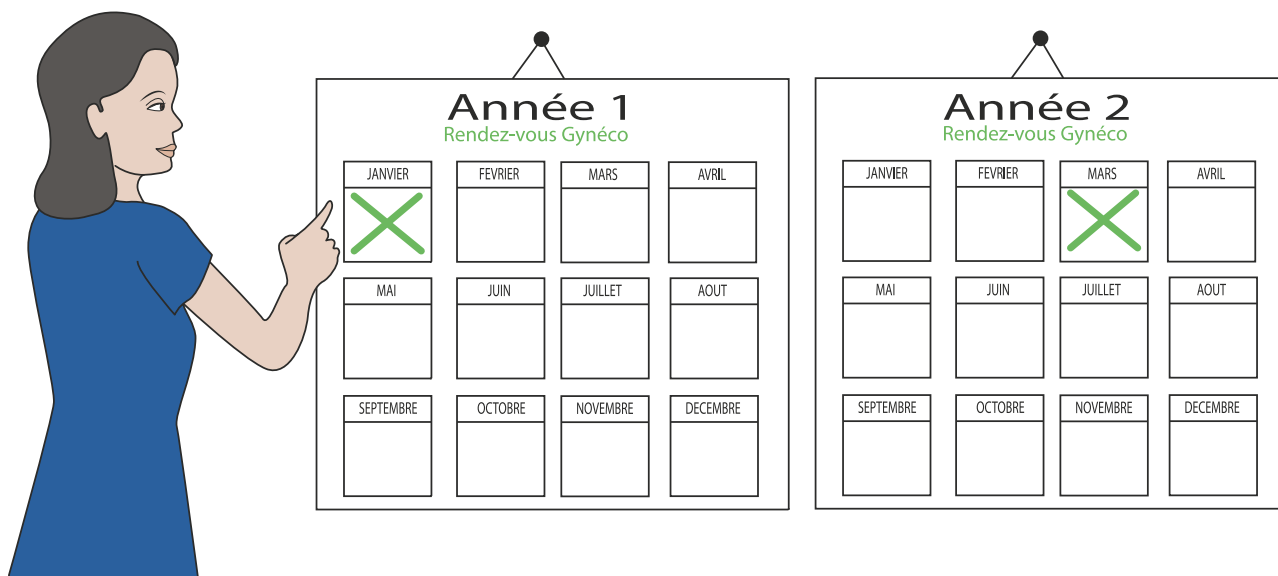 Année 1
Rendez-vous Gynéco
JANVIER FEVRIER MARS AVRIL
MAI JUIN JUILLET AOUT
SEPTEMBRE OCTOBRE NOVEMBRE DECEMBRE
Année 2
Rendez-vous Gynéco
JANVIER FEVRIER MARS AVRIL
MAI JUIN JUILLET AOUT
SEPTEMBRE OCTOBRE NOVEMBRE DECEMBRE